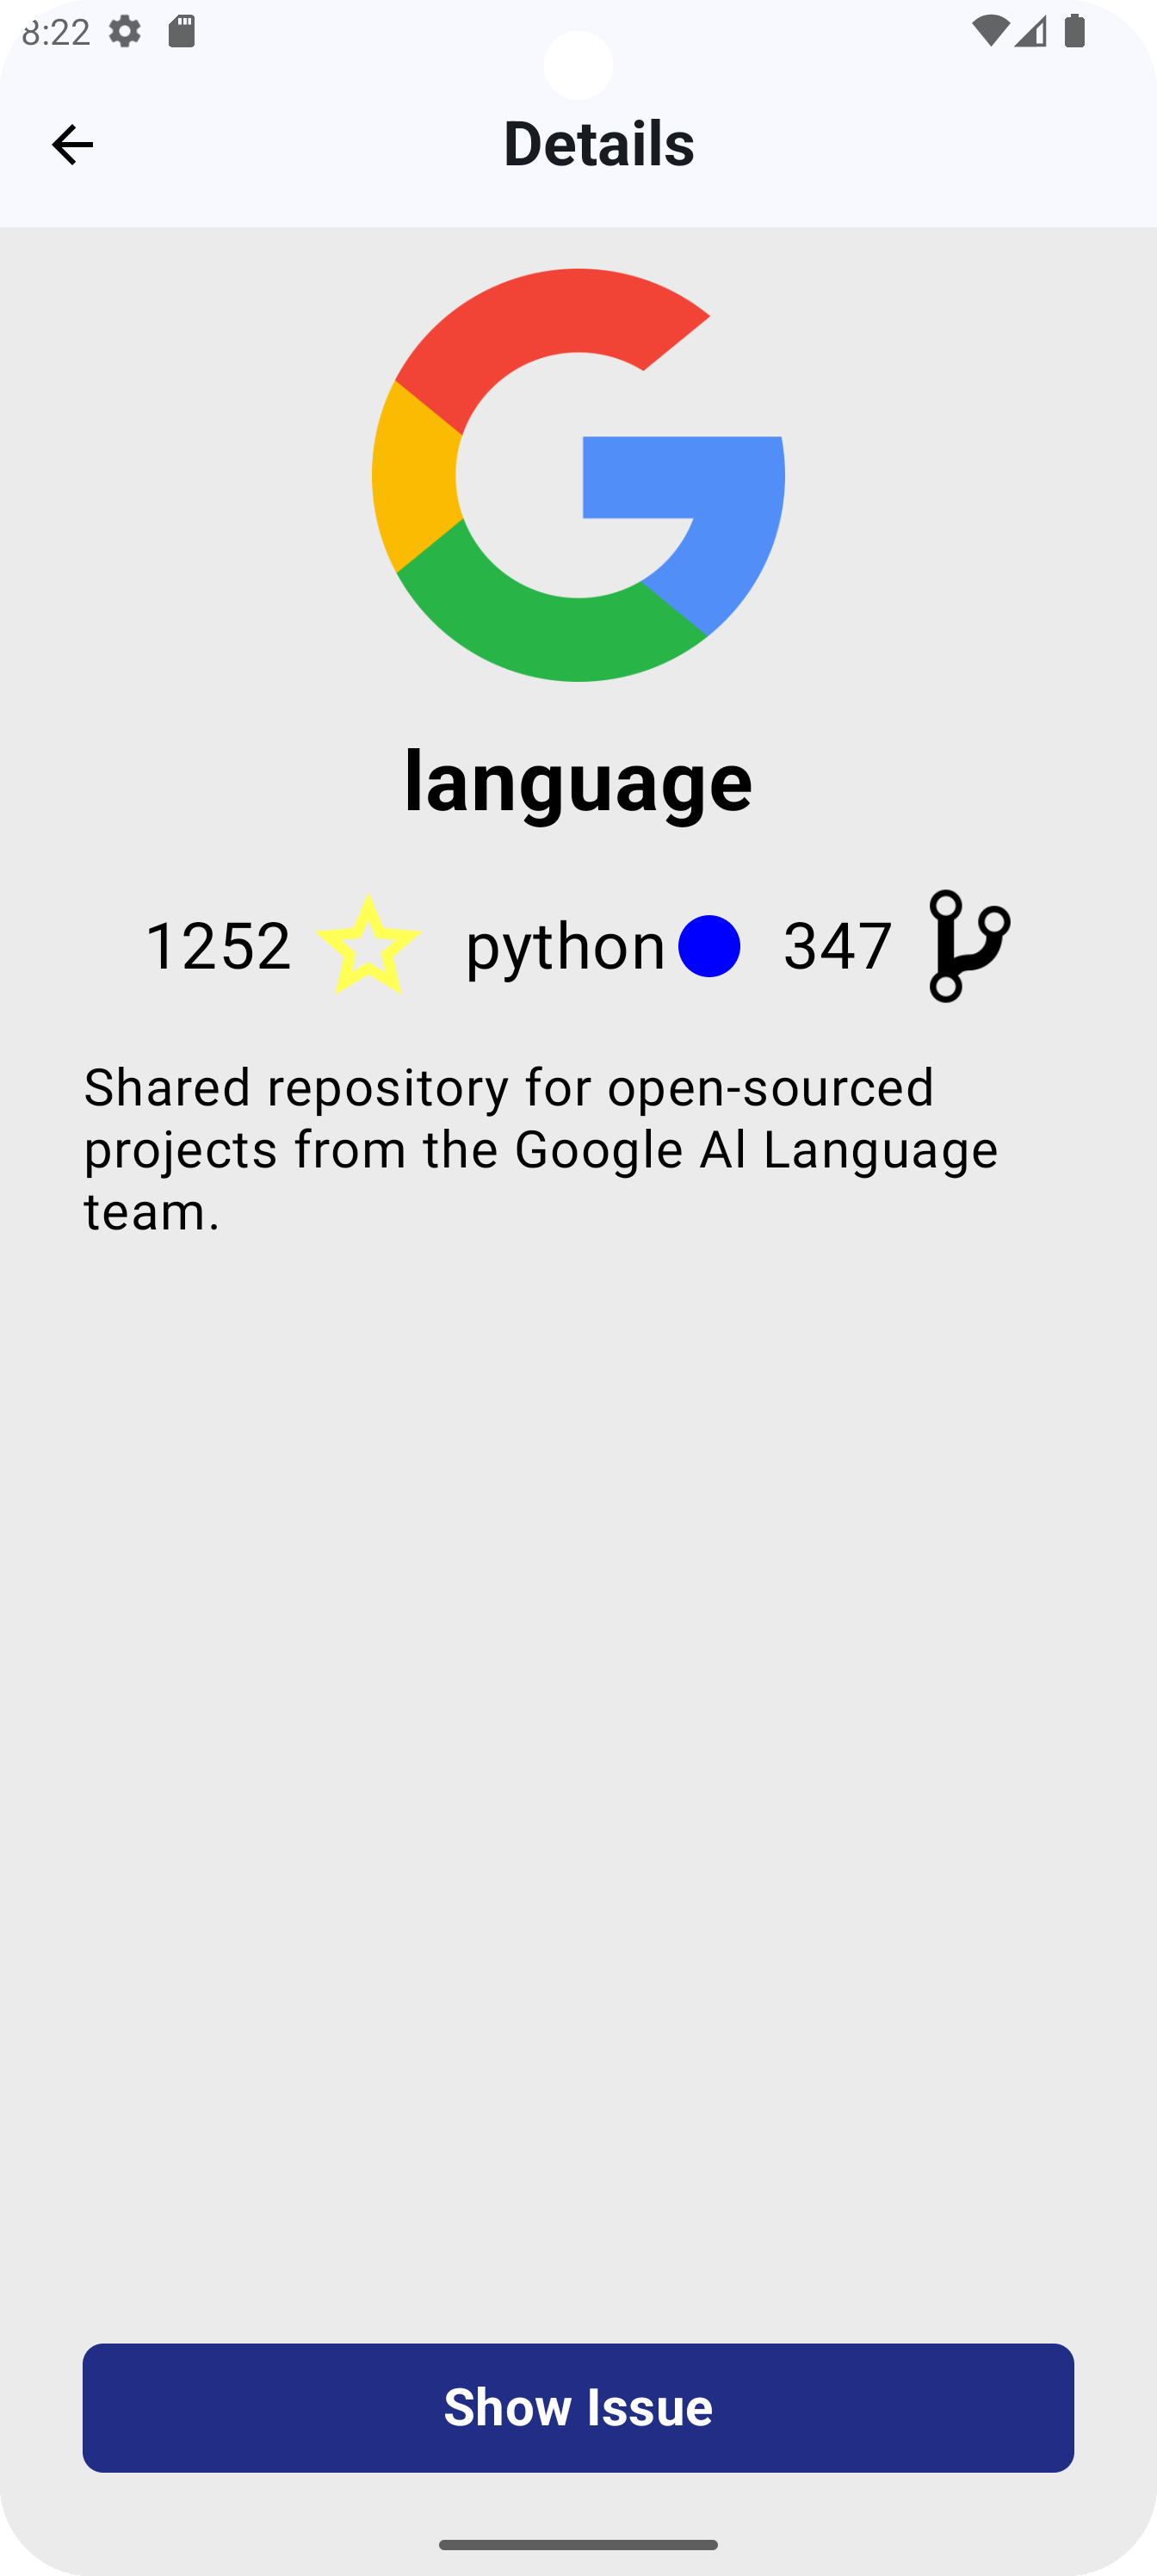 8:22
Details
language
1252 python 347
Shared repository for open-sourced
projects from the Google Al Language
team.
Show Issue